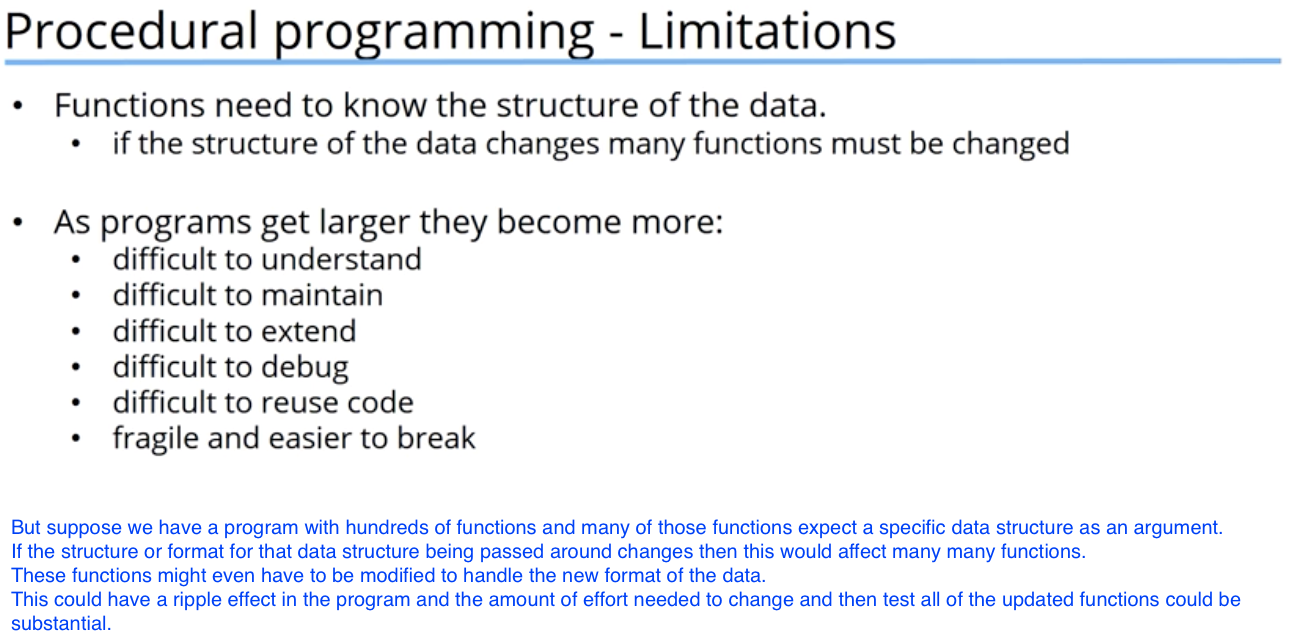 Procedural programming - Limitations
• Functions need to know the structure of the data.
• if the structure of the data changes many functions must be changed
• As programs get larger they become more:
• difficult to understand
• difficult to maintain
• difficult to extend
• difficult to debug
• difficult to reuse code
• fragile and easier to break
But suppose we have a program with hundreds of functions and many of those functions expect a specific data structure as an argument.
If the structure or format for that data structure being passed around changes then this would affect many many functions.
These functions might even have to be modified to handle the new format of the data.
This could have a ripple effect in the program and the amount of effort needed to change and then test all of the updated functions could be
substantial.